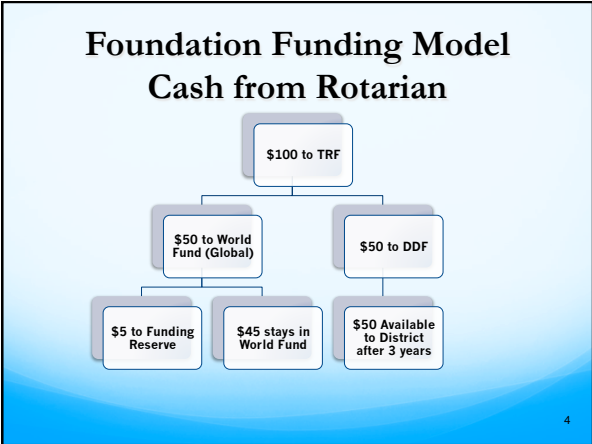 Foundation Funding Model
Cash from Rotarian
$100 to TRF
$50 to World
Fund (Global)
$50 to DDF
$5 to Funding
Reserve
$45 stays in
World Fund
$50 Available
to District
after 3 years
4